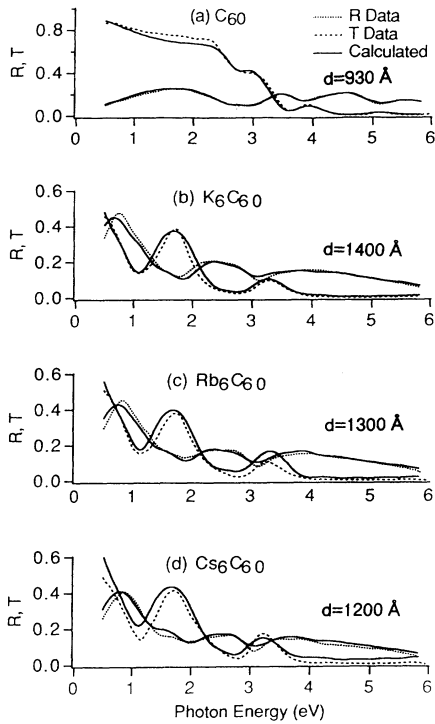 (a) C60
R Data
T Data
Calculated
d=930 Å
R, T
0.8
0.4
0.0
0 1 2 3 4 5 6
(b) K6C60
d=1400 Å
R, T
0.6
0.4
0.2
0.0
0 1 2 3 4 5 6
(c) Rb6C60
d=1300 Å
R, T
0.6
0.4
0.2
0.0
0 1 2 3 4 5 6
(d) Cs6C60
d=1200 Å
R, T
0.6
0.4
0.2
0.0
0 1 2 3 4 5 6
Photon Energy (eV)